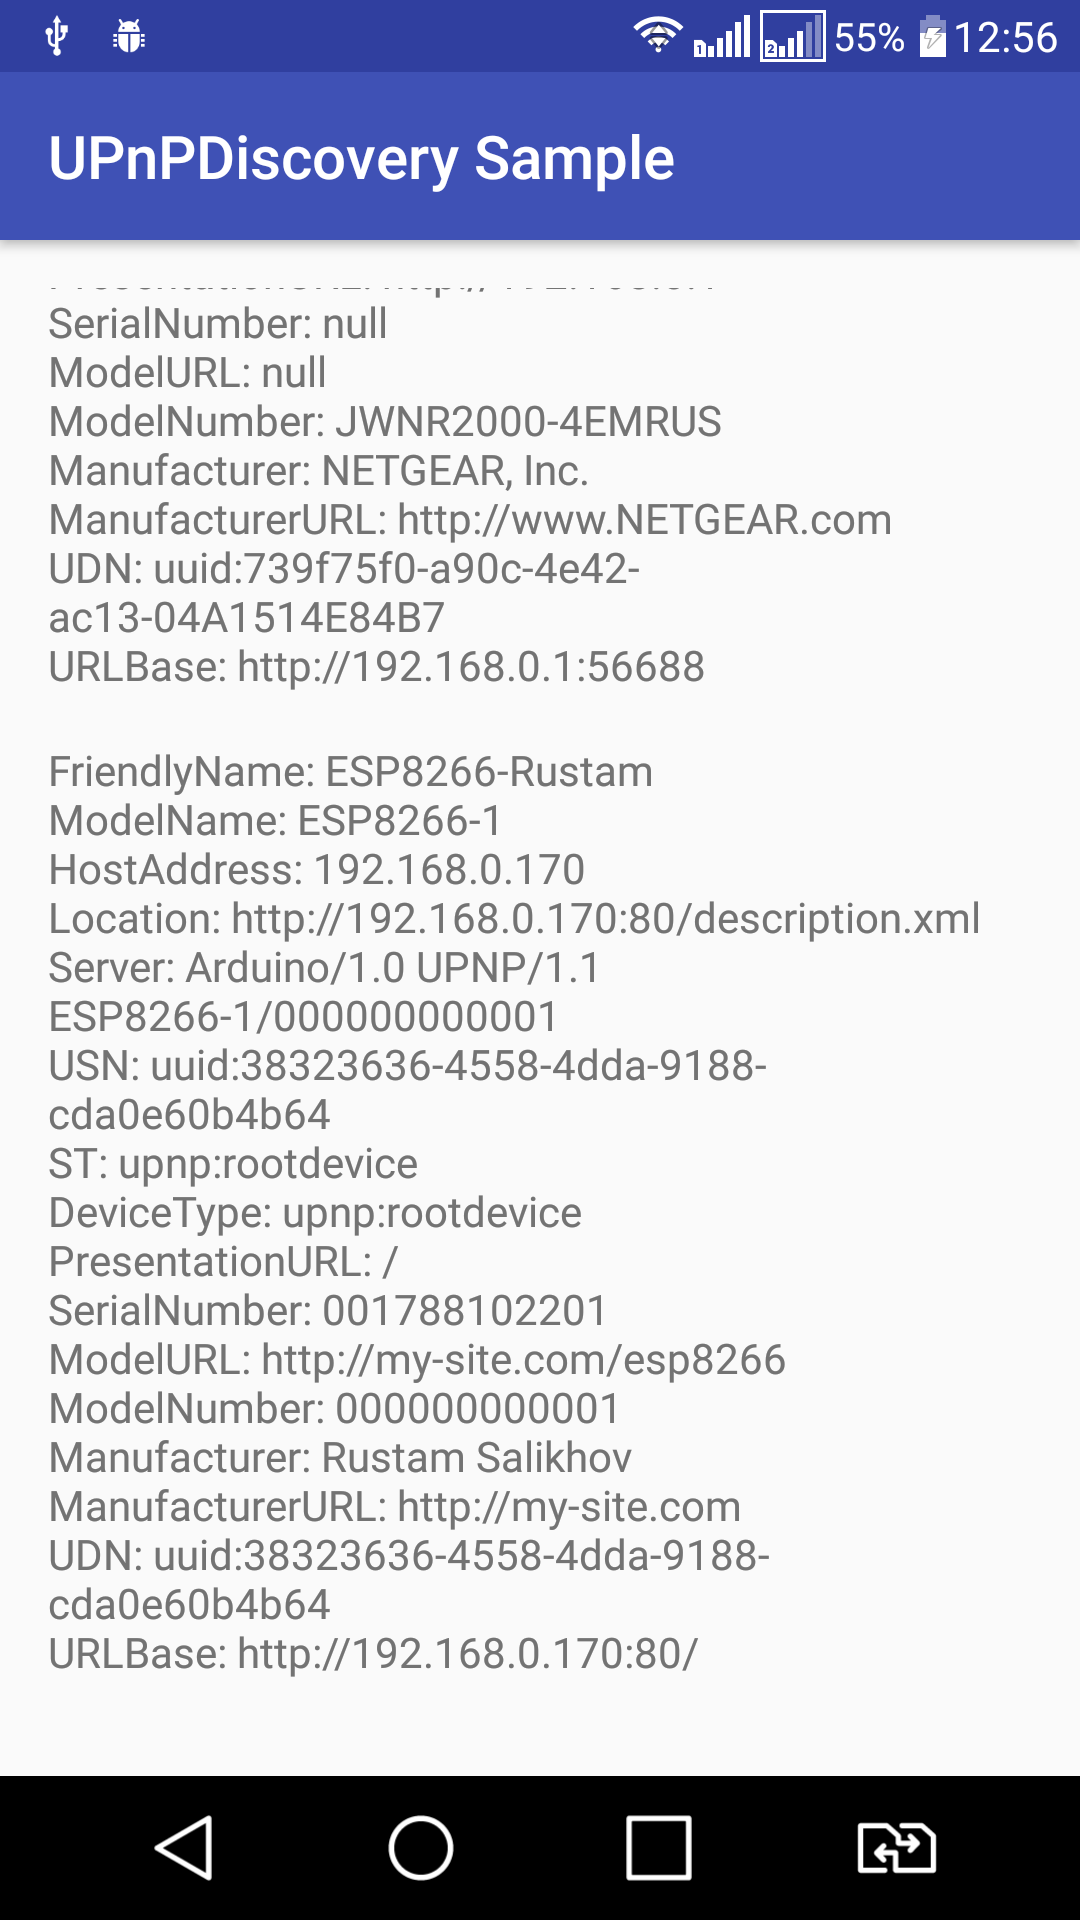 55% 12:56
UPnPDiscovery Sample
SerialNumber: null
ModelURL: null
ModelNumber: JWNR2000-4EMRUS
Manufacturer: NETGEAR, Inc.
ManufacturerURL: http://www.NETGEAR.com
UDN: uuid:739f75f0-a90c-4e42-
ac13-04A1514E84B7
URLBase: http://192.168.0.1:56688
FriendlyName: ESP8266-Rustam
ModelName: ESP8266-1
HostAddress: 192.168.0.170
Location: http://192.168.0.170:80/description.xml
Server: Arduino/1.0 UPNP/1.1
ESP8266-1/000000000001
USN: uuid:38323636-4558-4dda-9188-
cda0e60b4b64
ST: upnp:rootdevice
DeviceType: upnp:rootdevice
PresentationURL: /
SerialNumber: 001788102201
ModelURL: http://my-site.com/esp8266
ModelNumber: 000000000001
Manufacturer: Rustam Salikhov
ManufacturerURL: http://my-site.com
UDN: uuid:38323636-4558-4dda-9188-
cda0e60b4b64
URLBase: http://192.168.0.170:80/